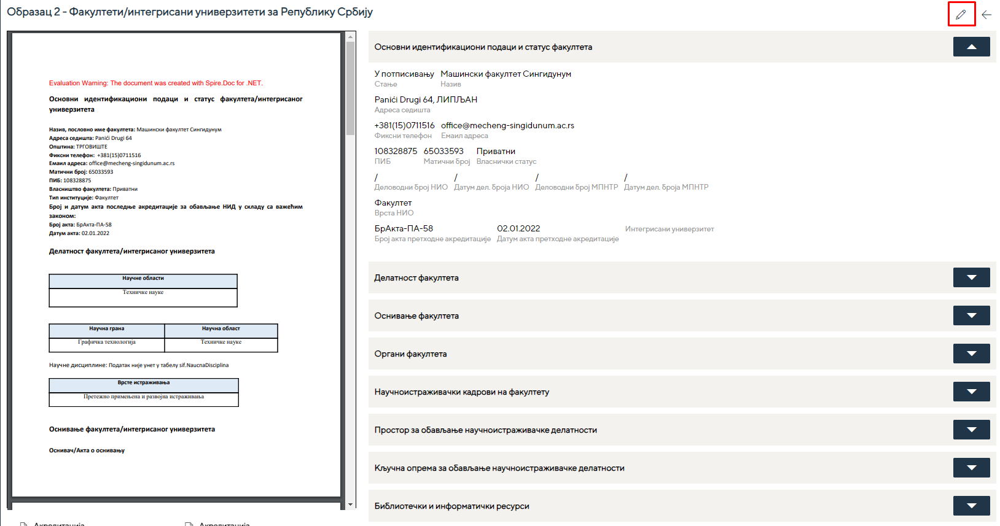 Образац 2 - Факултети/интегрисани универзитети за Републику Србију
Evaluation Warning: The document was created with Spire.Doc for .NET.
Основни идентификациони подаци и статус факултета/интегрисаног
универзитета
Назив, пословно име факултета: Машински факултет Сингидунум
Адреса седишта: Panići Drugi 64
Општина: ТРГОВИШТЕ
Фиксни телефон: +381(15)0711516
Емаил адреса: office@mecheng-singidunum.ac.rs
Матични број: 65033593
ПИБ: 108328875
Власништво факултета: Приватни
Тип институције: Факултет
Број и датум акта последње акредитације за обављање НИД у складу са важећим
законом:
Број акта: БрАкта-ПА-58
Датум акта: 02.01.2022
Делатност факултета/интегрисаног универзитета
Научне области
Техничке науке
Научна грана Научна област
Графичка технологија Техничке науке
Научне дисциплине: Податак није унет у табелу sif.NaucnaDisciplina
Врсте истраживања
Претежно примењена и развојна истраживања
Оснивање факултета/интегрисаног универзитета
Оснивач/Акта о оснивању
Акредитација Акредитација
Основни идентификациони подаци и статус факултета
У потписивању Машински факултет Сингидунум
Стање Назив
Panići Drugi 64, ЛИПЉАН
Адреса седишта
+381(15)0711516 office@mecheng-singidunum.ac.rs
Фиксни телефон Емаил адреса
108328875 65033593 Приватни
ПИБ Матични број Власнички статус
/ / / /
Деловодни број НИО Датум дел. броја НИО Деловодни број МПНТР Датум дел. броја МПНТР
Факултет
Врста НИО
БрАкта-ПА-58 02.01.2022 Интегрисани универзитет
Број акта претходне акредитације Датум акта претходне акредитације
Делатност факултета
Оснивање факултета
Органи факултета
Научноистраживачки кадрови на факултету
Простор за обављање научноистраживачке делатности
Кључна опрема за обављање научноистраживачке делатности
Библиотечки и информатички ресурси